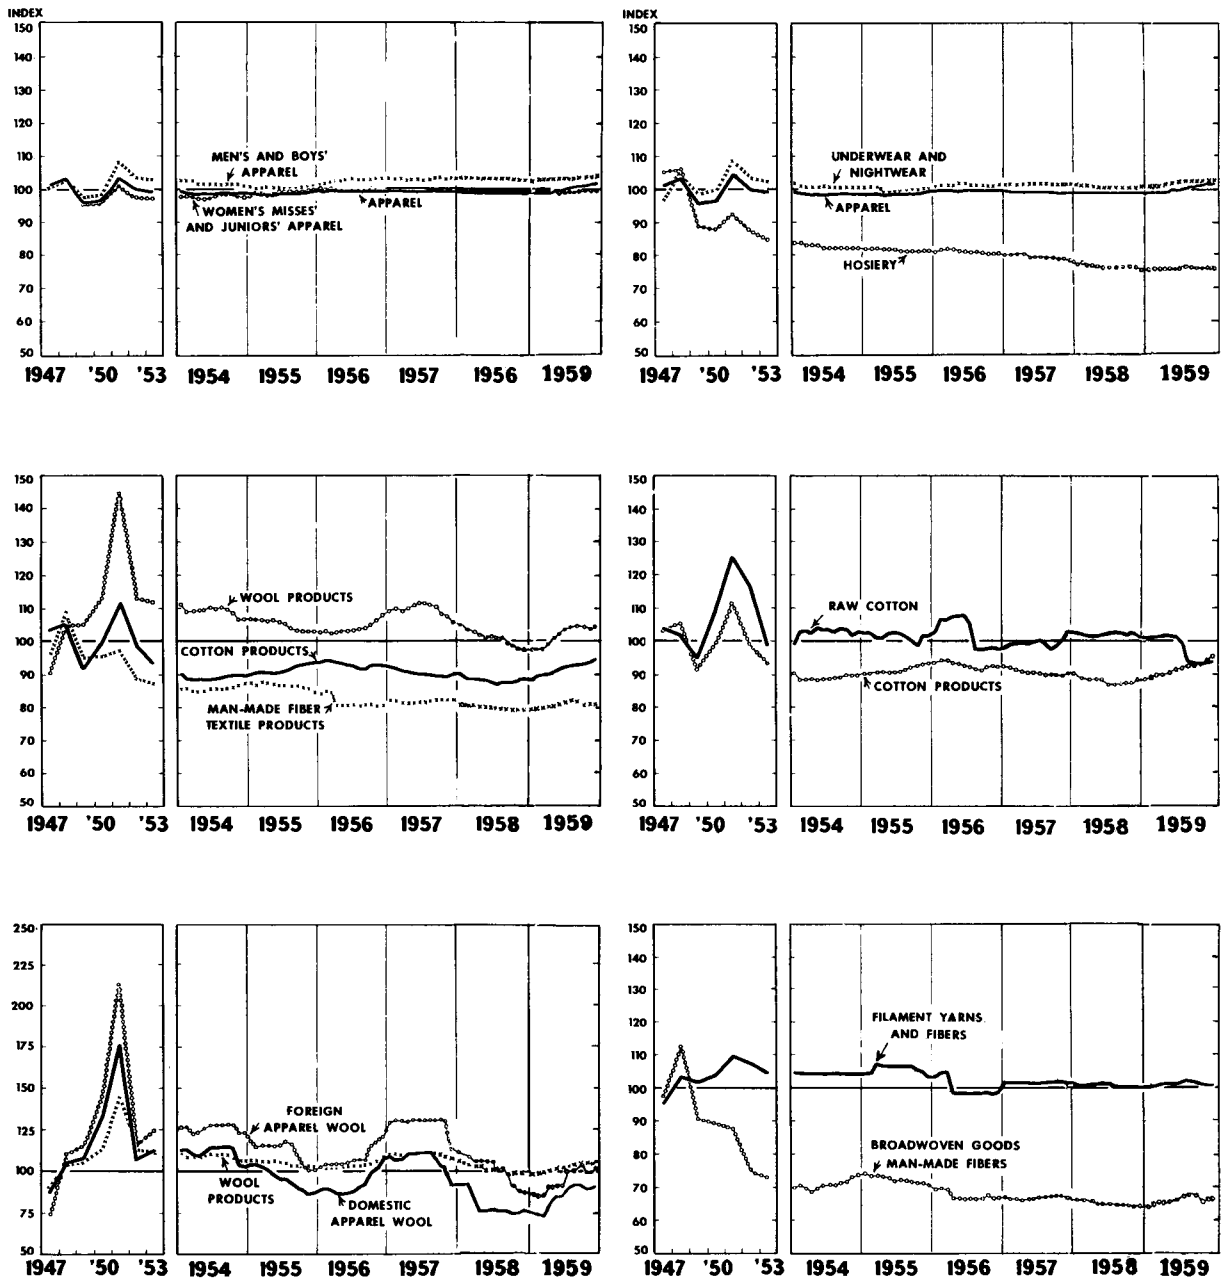 INDEX
150
140
130
120
110
100
90
80
70
60
50
MEN'S AND BOYS'
APPAREL
WOMEN'S MISSES'
AND JUNIORS' APPAREL
APPAREL
1947 '50 '53 1954 1955 1956 1957 1956 1959
INDEX
150
140
130
120
110
100
90
80
70
60
50
UNDERWEAR AND
NIGHTWEAR
APPAREL
HOSIERY
1947 '50 '53 1954 1955 1956 1957 1958 1959
150
140
130
120
110
100
90
80
70
60
50
WOOL PRODUCTS
COTTON PRODUCTS
MAN-MADE FIBER
TEXTILE PRODUCTS
1947 '50 '53 1954 1955 1956 1957 1958 1959
150
140
130
120
110
100
90
80
70
60
50
RAW COTTON
COTTON PRODUCTS
1947 '50 '53 1954 1955 1956 1957 1958 1959
250
225
200
175
150
125
100
75
50
FOREIGN
APPAREL WOOL
WOOL
PRODUCTS
DOMESTIC
APPAREL WOOL
1947 '50 '53 1954 1955 1956 1957 1958 1959
150
140
130
120
110
100
90
80
70
60
50
FILAMENT YARNS
AND FIBERS
BROADWOVEN GOODS
MAN-MADE FIBERS
1947 '50 '53 1954 1955 1956 1957 1958 1959